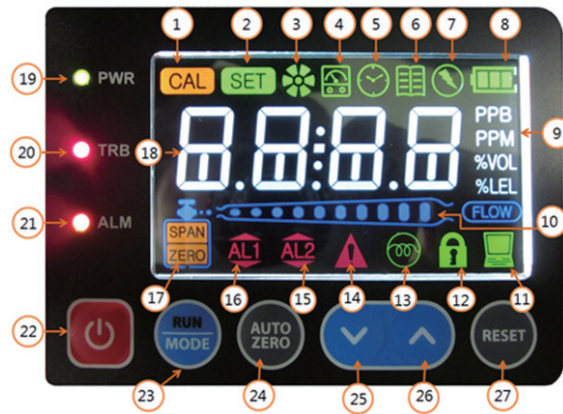 1 2 3 4 5 6 7 8
19 PWR CAL SET
20 TRB
18 88:88
PPB
PPM
%VOL
%LEL
9
21 ALM
FLOW
10
SPAN
ZERO
AL1 AL2
17 16 15 14 13 12 11
22
RUN
MODE
AUTO
ZERO
RESET
23 24 25 26 27